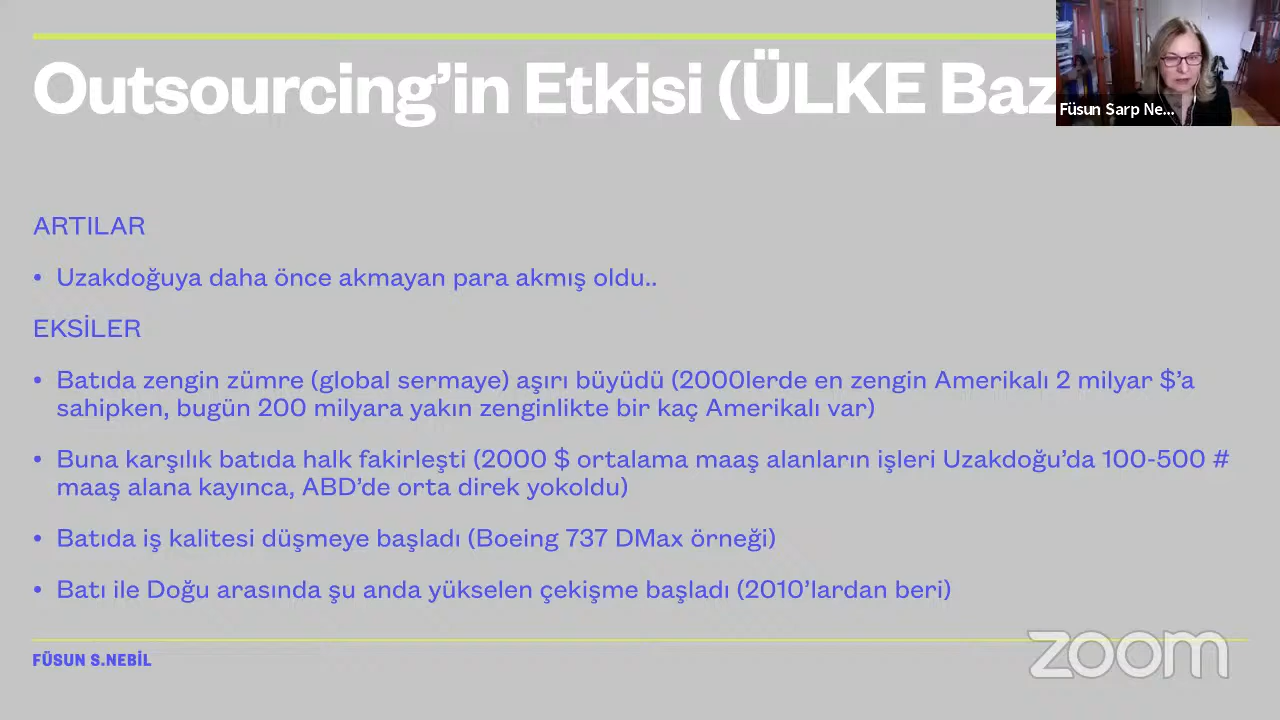 Outsourcing’in Etkisi (ÜLKE Baz
Füsun Sarp Ne...
ARTILAR
• Uzakdoğuya daha önce akmayan para akmış oldu..
EKSİLER
• Batıda zengin zümre (global sermaye) aşırı büyüdü (2000lerde en zengin Amerikalı 2 milyar $’a
sahipken, bugün 200 milyara yakın zenginlikte bir kaç Amerikalı var)
• Buna karşılık batıda halk fakirleşti (2000 $ ortalama maaş alanların işleri Uzakdoğu’da 100-500 #
maaş alana kayınca, ABD’de orta direk yokoldu)
• Batıda iş kalitesi düşmeye başladı (Boeing 737 DMax örneği)
• Batı ile Doğu arasında şu anda yükselen çekişme başladı (2010’lardan beri)
FÜSUN S.NEBİL
zoom